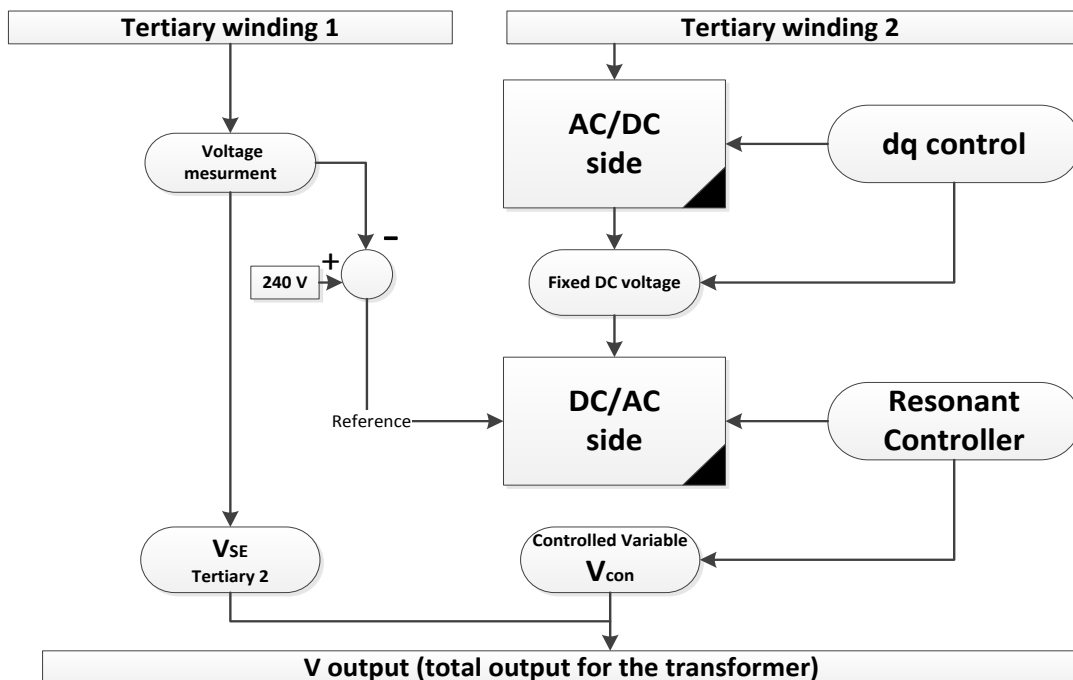 Tertiary winding 1
Tertiary winding 2
Voltage
mesurment
AC/DC
side
dq control
−
+
240 V
Fixed DC voltage
Reference
DC/AC
side
Resonant
Controller
VSE
Tertiary 2
Controlled Variable
Vcon
V output (total output for the transformer)